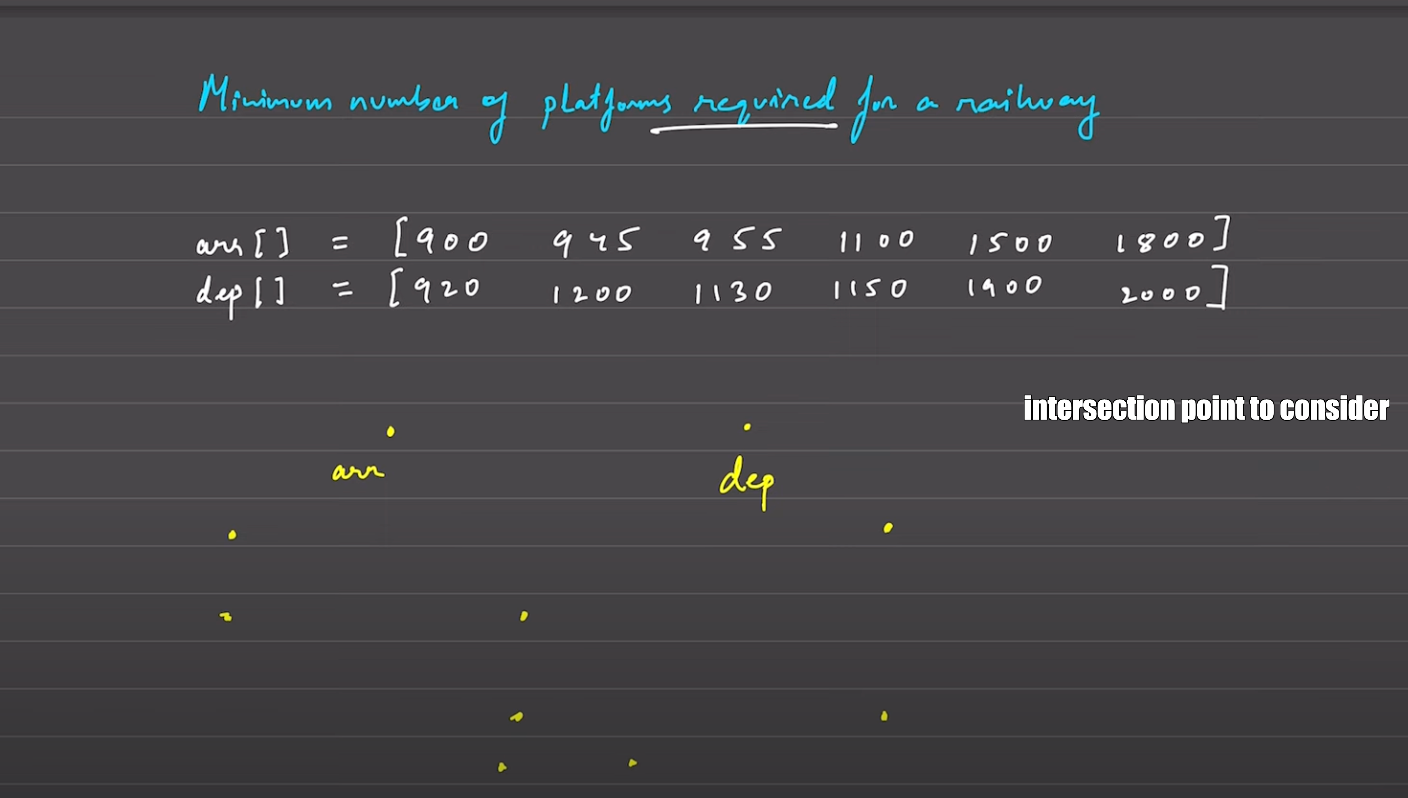 Minimum number of platforms required for a railway
arr[] = [900 945 955 1100 1500 1800]
dep[] = [920 1200 1130 1150 1900 2000]
intersection point to consider
arr dep